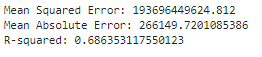 Mean Squared Error: 193696449624.812
Mean Absolute Error: 266149.7201085386
R-squared: 0.686353117550123